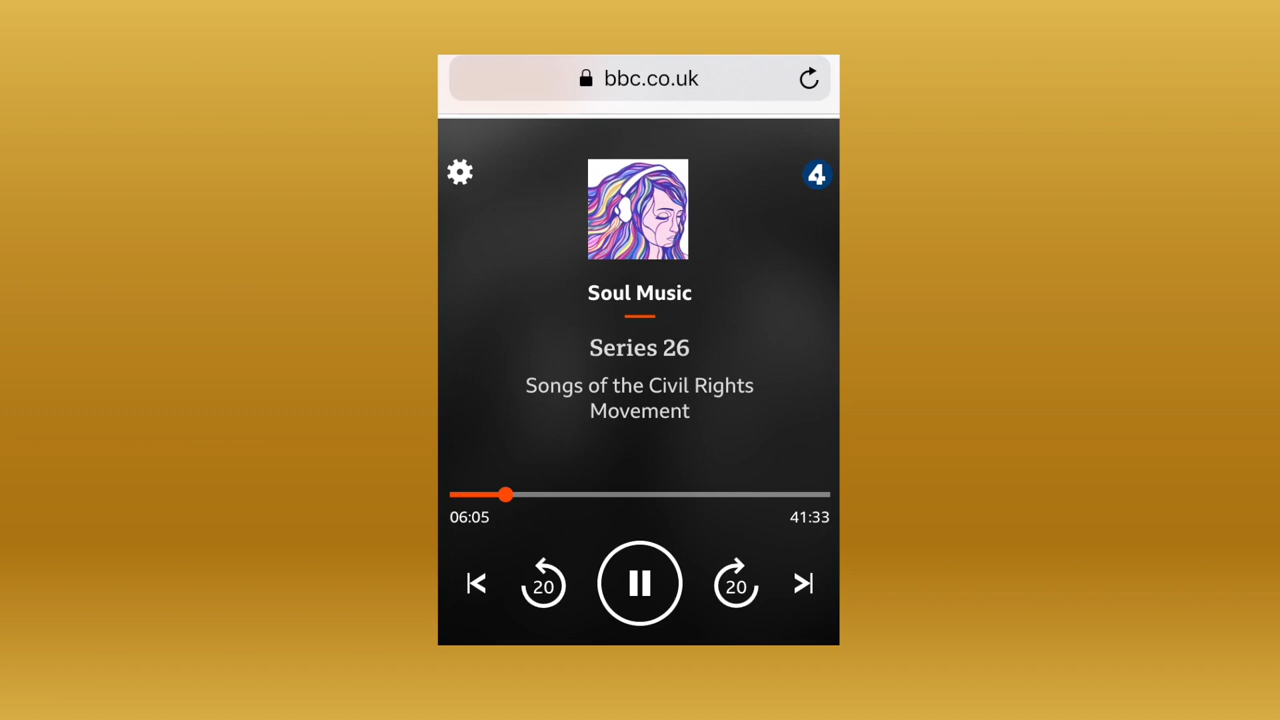 bbc.co.uk
4
Soul Music
Series 26
Songs of the Civil Rights
Movement
06:05
41:33
20
20